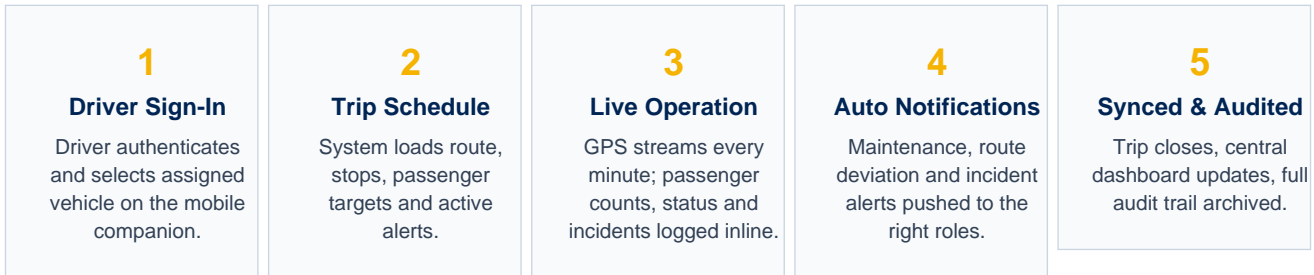 1
Driver Sign-In
Driver authenticates
and selects assigned
vehicle on the mobile
companion.
2
Trip Schedule
System loads route,
stops, passenger
targets and active
alerts.
3
Live Operation
GPS streams every
minute; passenger
counts, status and
incidents logged inline.
4
Auto Notifications
Maintenance, route
deviation and incident
alerts pushed to the
right roles.
5
Synced & Audited
Trip closes, central
dashboard updates, full
audit trail archived.